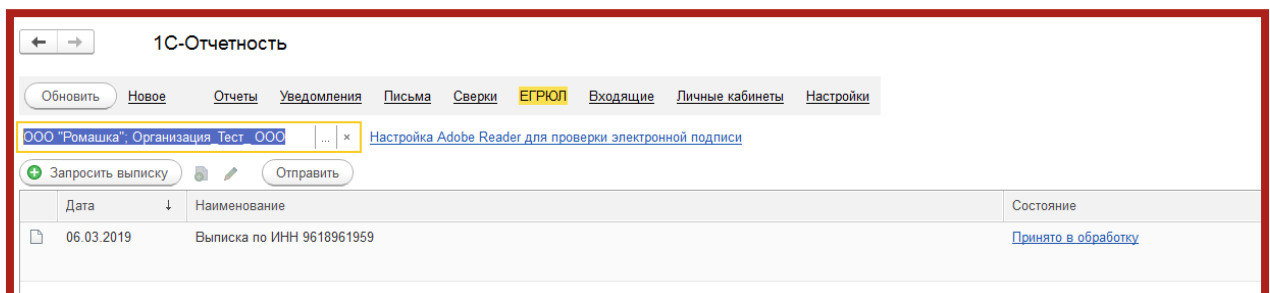 1С-Отчетность
Обновить Новое Отчеты Уведомления Письма Сверки ЕГРЮЛ Входящие Личные кабинеты Настройки
ООО "Ромашка"; Организация_Тест_ООО ... × Настройка Adobe Reader для проверки электронной подписи
Запросить выписку Отправить
Дата ↓ Наименование Состояние
06.03.2019 Выписка по ИНН 9618961959 Принято в обработку